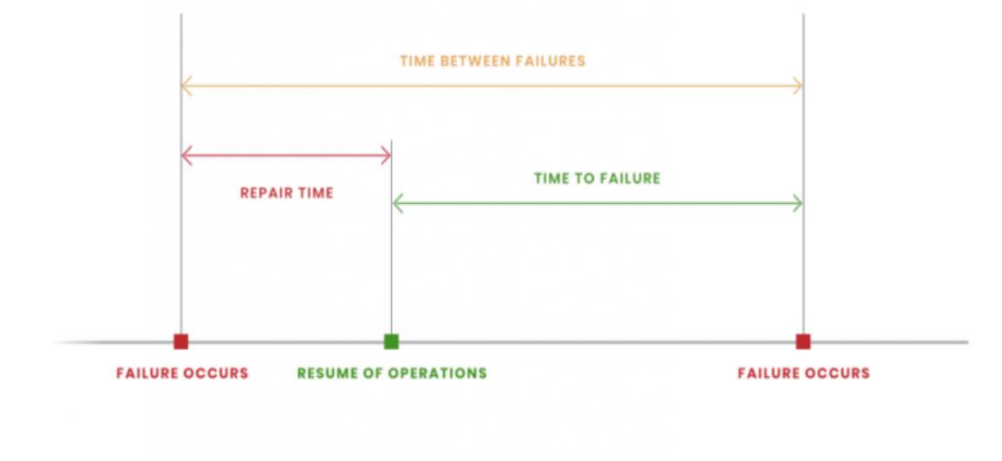 TIME BETWEEN FAILURES
REPAIR TIME
TIME TO FAILURE
FAILURE OCCURS
RESUME OF OPERATIONS
FAILURE OCCURS